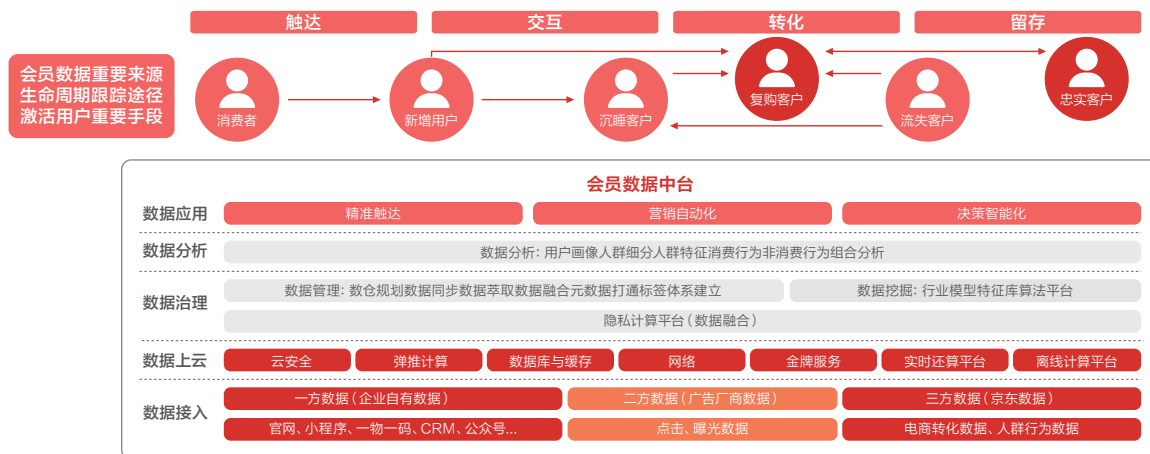 触达
交互
转化
留存
会员数据重要来源
生命周期跟踪途径
激活用户重要手段
消费者
新增用户
沉睡客户
复购客户
流失客户
忠实客户
会员数据中台
数据应用
精准触达
营销自动化
决策智能化
数据分析
数据分析：用户画像人群细分人群特征消费行为非消费行为组合分析
数据治理
数据管理：数仓规划数据同步数据萃取数据融合元数据打通标签体系建立
数据挖掘：行业模型特征库算法平台
隐私计算平台（数据融合）
数据上云
云安全
弹推计算
数据库与缓存
网络
金牌服务
实时还算平台
离线计算平台
数据接入
一方数据（企业自有数据）
二方数据（广告厂商数据）
三方数据（京东数据）
官网、小程序、一物一码、CRM、公众号...
点击、曝光数据
电商转化数据、人群行为数据